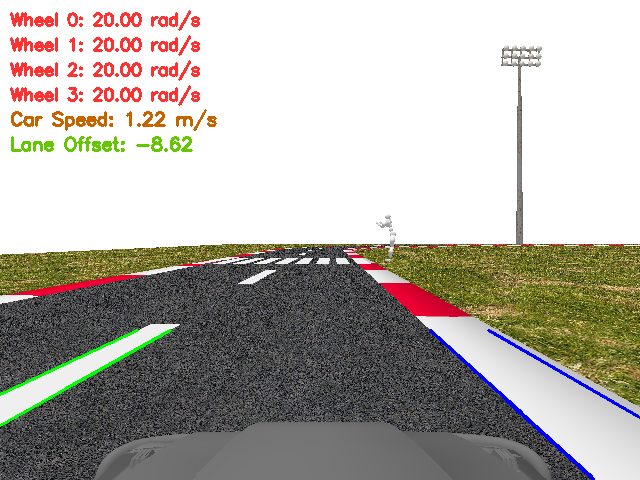 Wheel 0: 20.00 rad/s
Wheel 1: 20.00 rad/s
Wheel 2: 20.00 rad/s
Wheel 3: 20.00 rad/s
Car Speed: 1.22 m/s
Lane Offset: -8.62